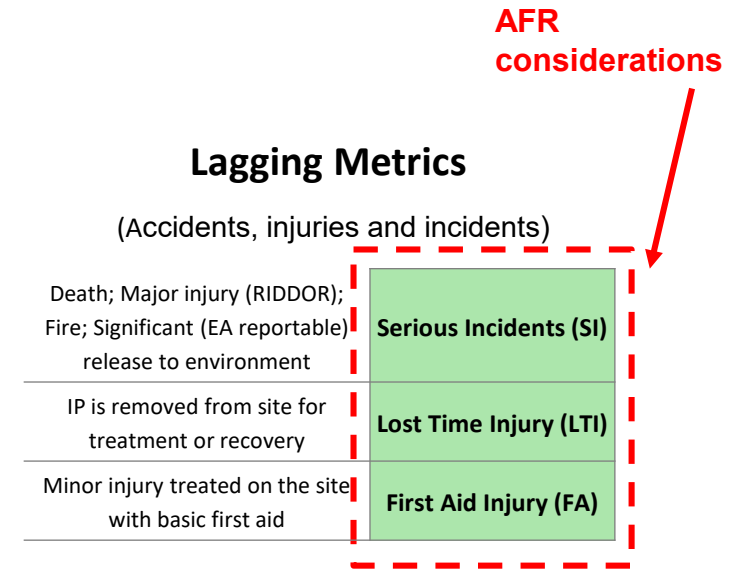 AFR
considerations
Lagging Metrics
(Accidents, injuries and incidents)
Death; Major injury (RIDDOR);
Fire; Significant (EA reportable)
release to environment
Serious Incidents (SI)
IP is removed from site for
treatment or recovery
Lost Time Injury (LTI)
Minor injury treated on the site
with basic first aid
First Aid Injury (FA)